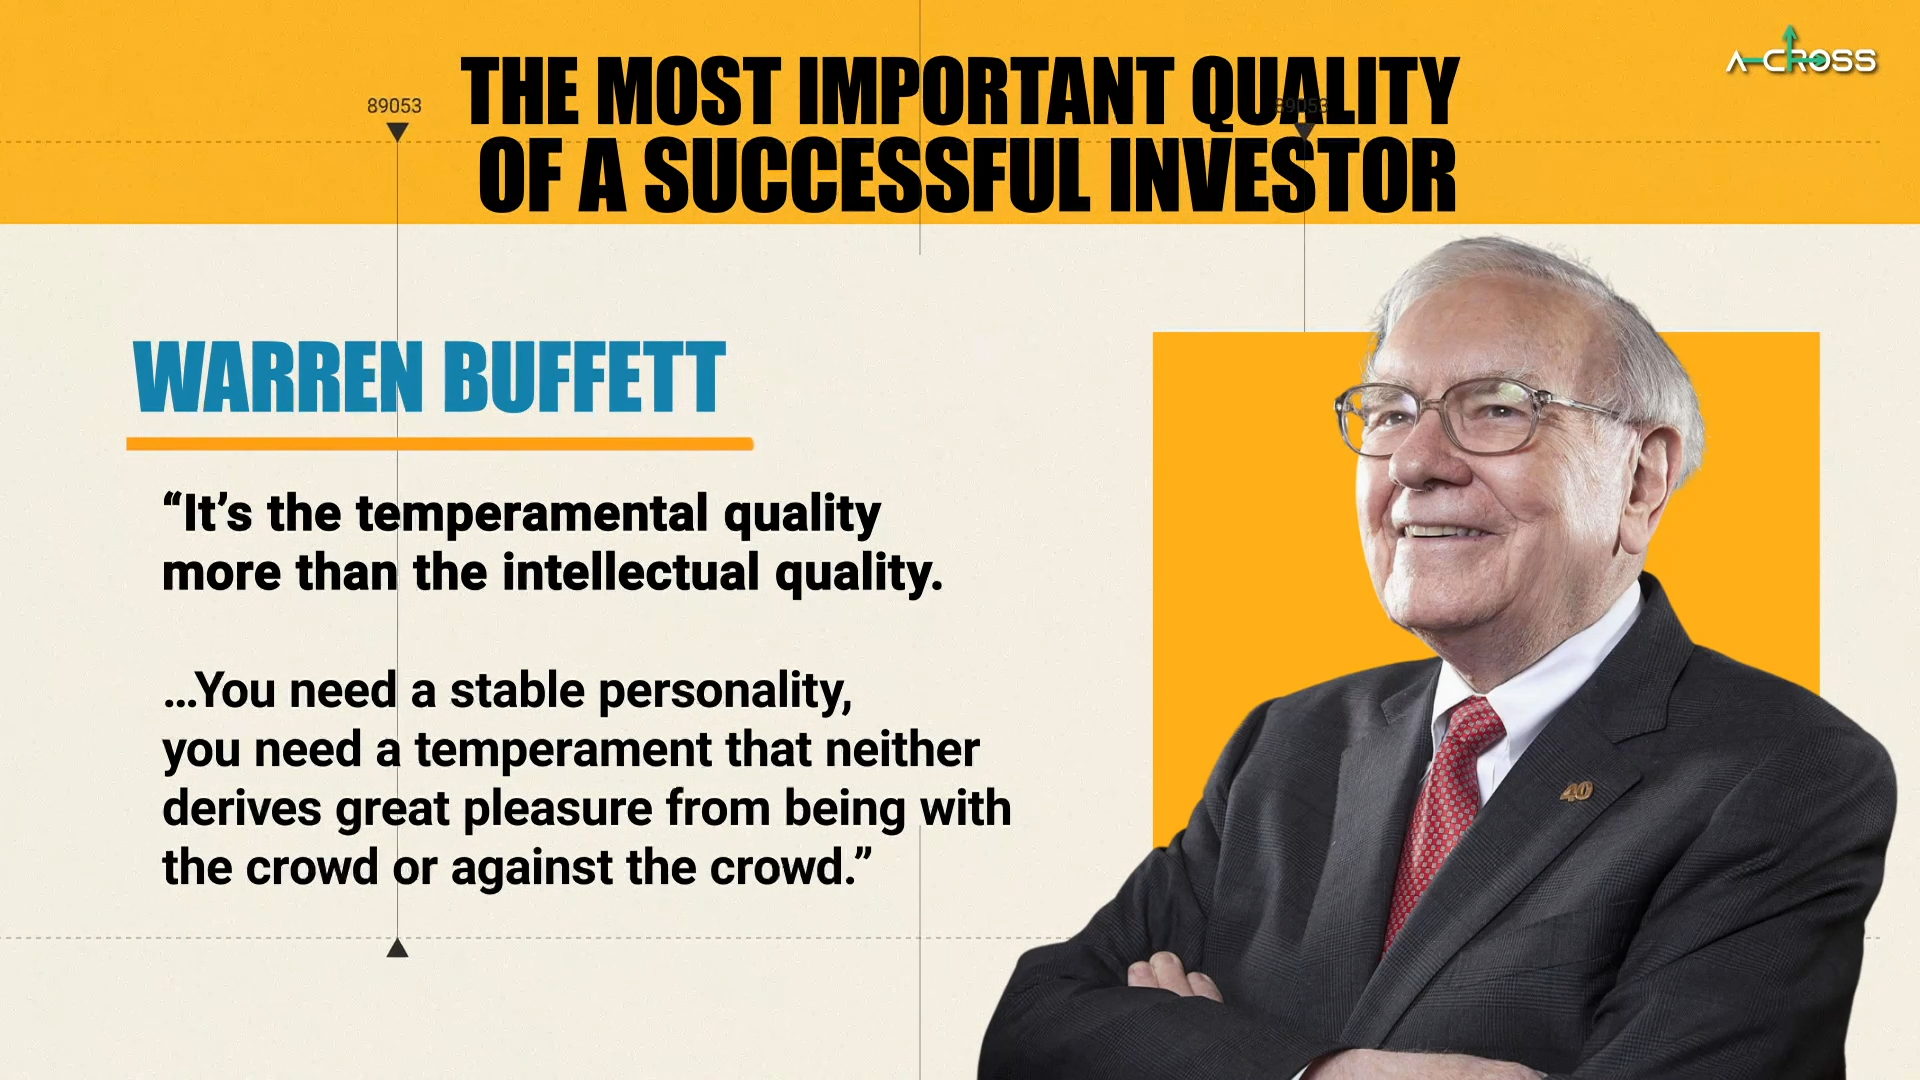 A-CROSS
THE MOST IMPORTANT QUALITY
OF A SUCCESSFUL INVESTOR
89053
89053
WARREN BUFFETT
“It’s the temperamental quality
more than the intellectual quality.
...You need a stable personality,
you need a temperament that neither
derives great pleasure from being with
the crowd or against the crowd.”
40